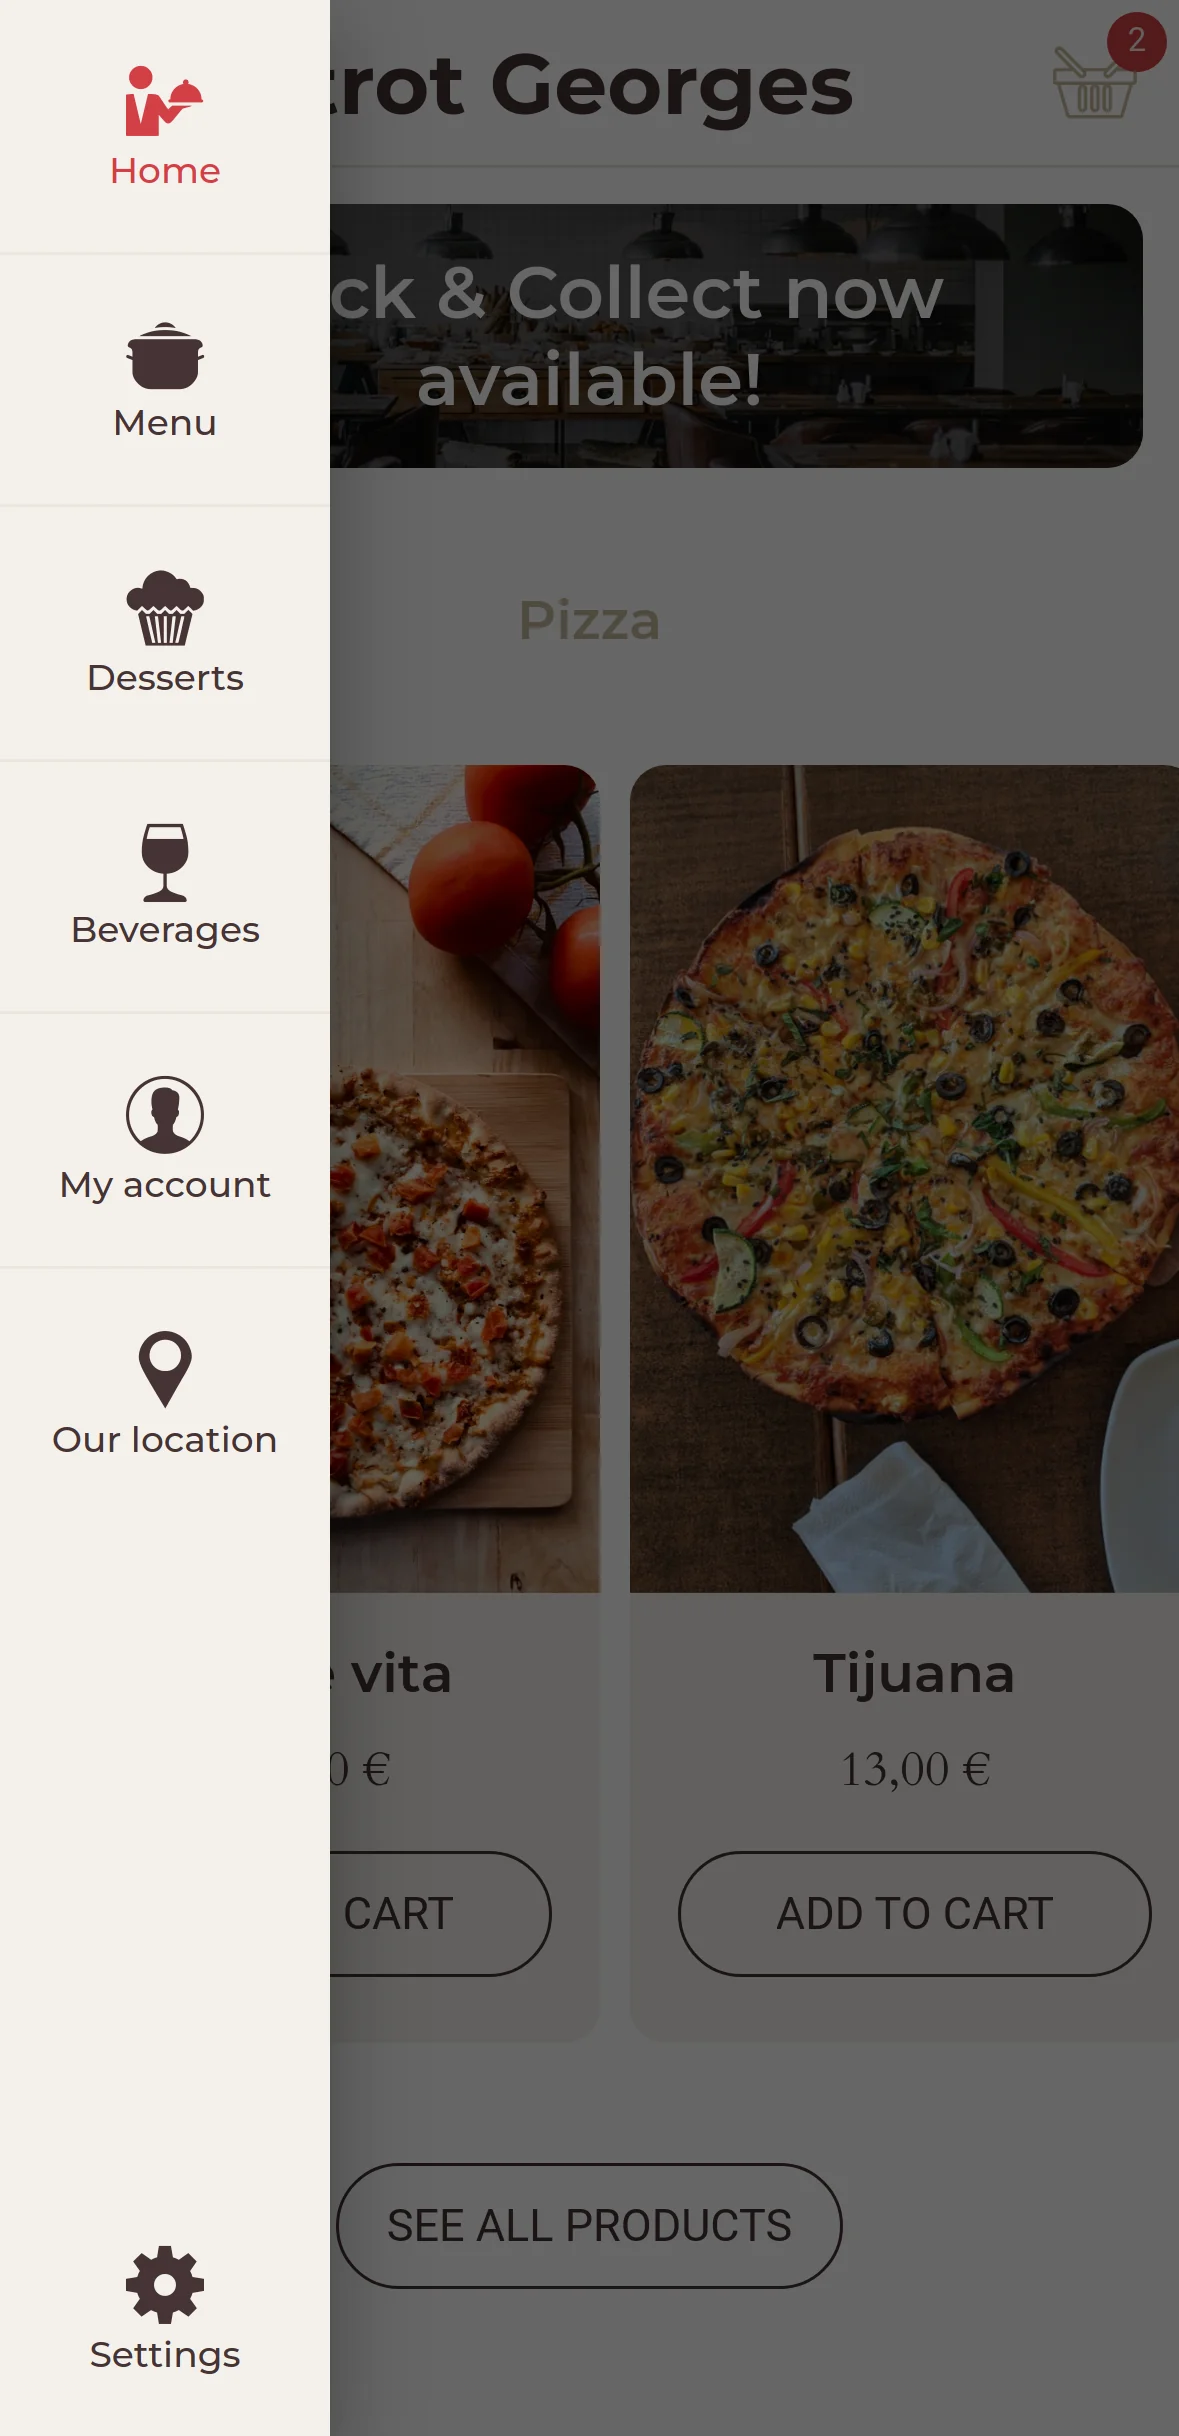 Home
Menu
Desserts
Beverages
My account
Our location
Settings
trot Georges
2
ck & Collect now
available!
Pizza
vita
0 €
CART
Tijuana
13,00 €
ADD TO CART
SEE ALL PRODUCTS